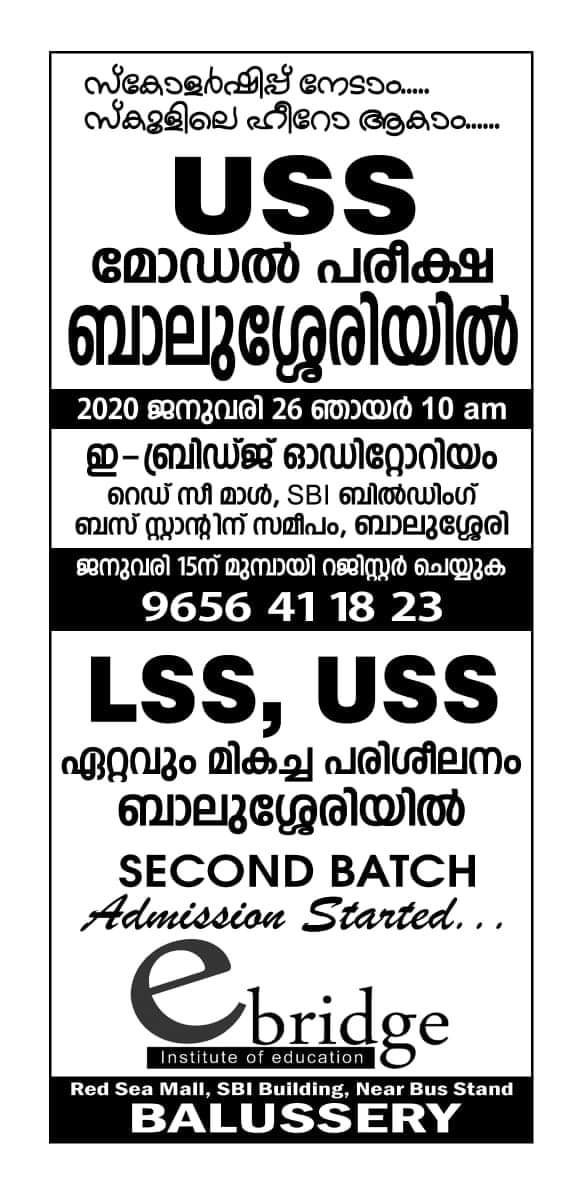 സ്കോളർഷിപ്പ് നേടാം.....
സ്കൂളിലെ ഹീറോ ആകാം......
USS
മോഡൽ പരീക്ഷ
ബാലുശ്ശേരിയിൽ
2020 ജനുവരി 26 ഞായർ 10 am
ഇ-ബ്രിഡ്ജ് ഓഡിറ്റോറിയം
റെഡ് സീ മാൾ, SBI ബിൽഡിംഗ്
ബസ് സ്റ്റാന്റിന് സമീപം, ബാലുശ്ശേരി
ജനുവരി 15ന് മുമ്പായി റജിസ്റ്റർ ചെയ്യുക
9656 41 18 23
LSS, USS
ഏറ്റവും മികച്ച പരിശീലനം
ബാലുശ്ശേരിയിൽ
SECOND BATCH
Admission Started...
ebridge
Institute of education
Red Sea Mall, SBI Building, Near Bus Stand
BALUSSERY